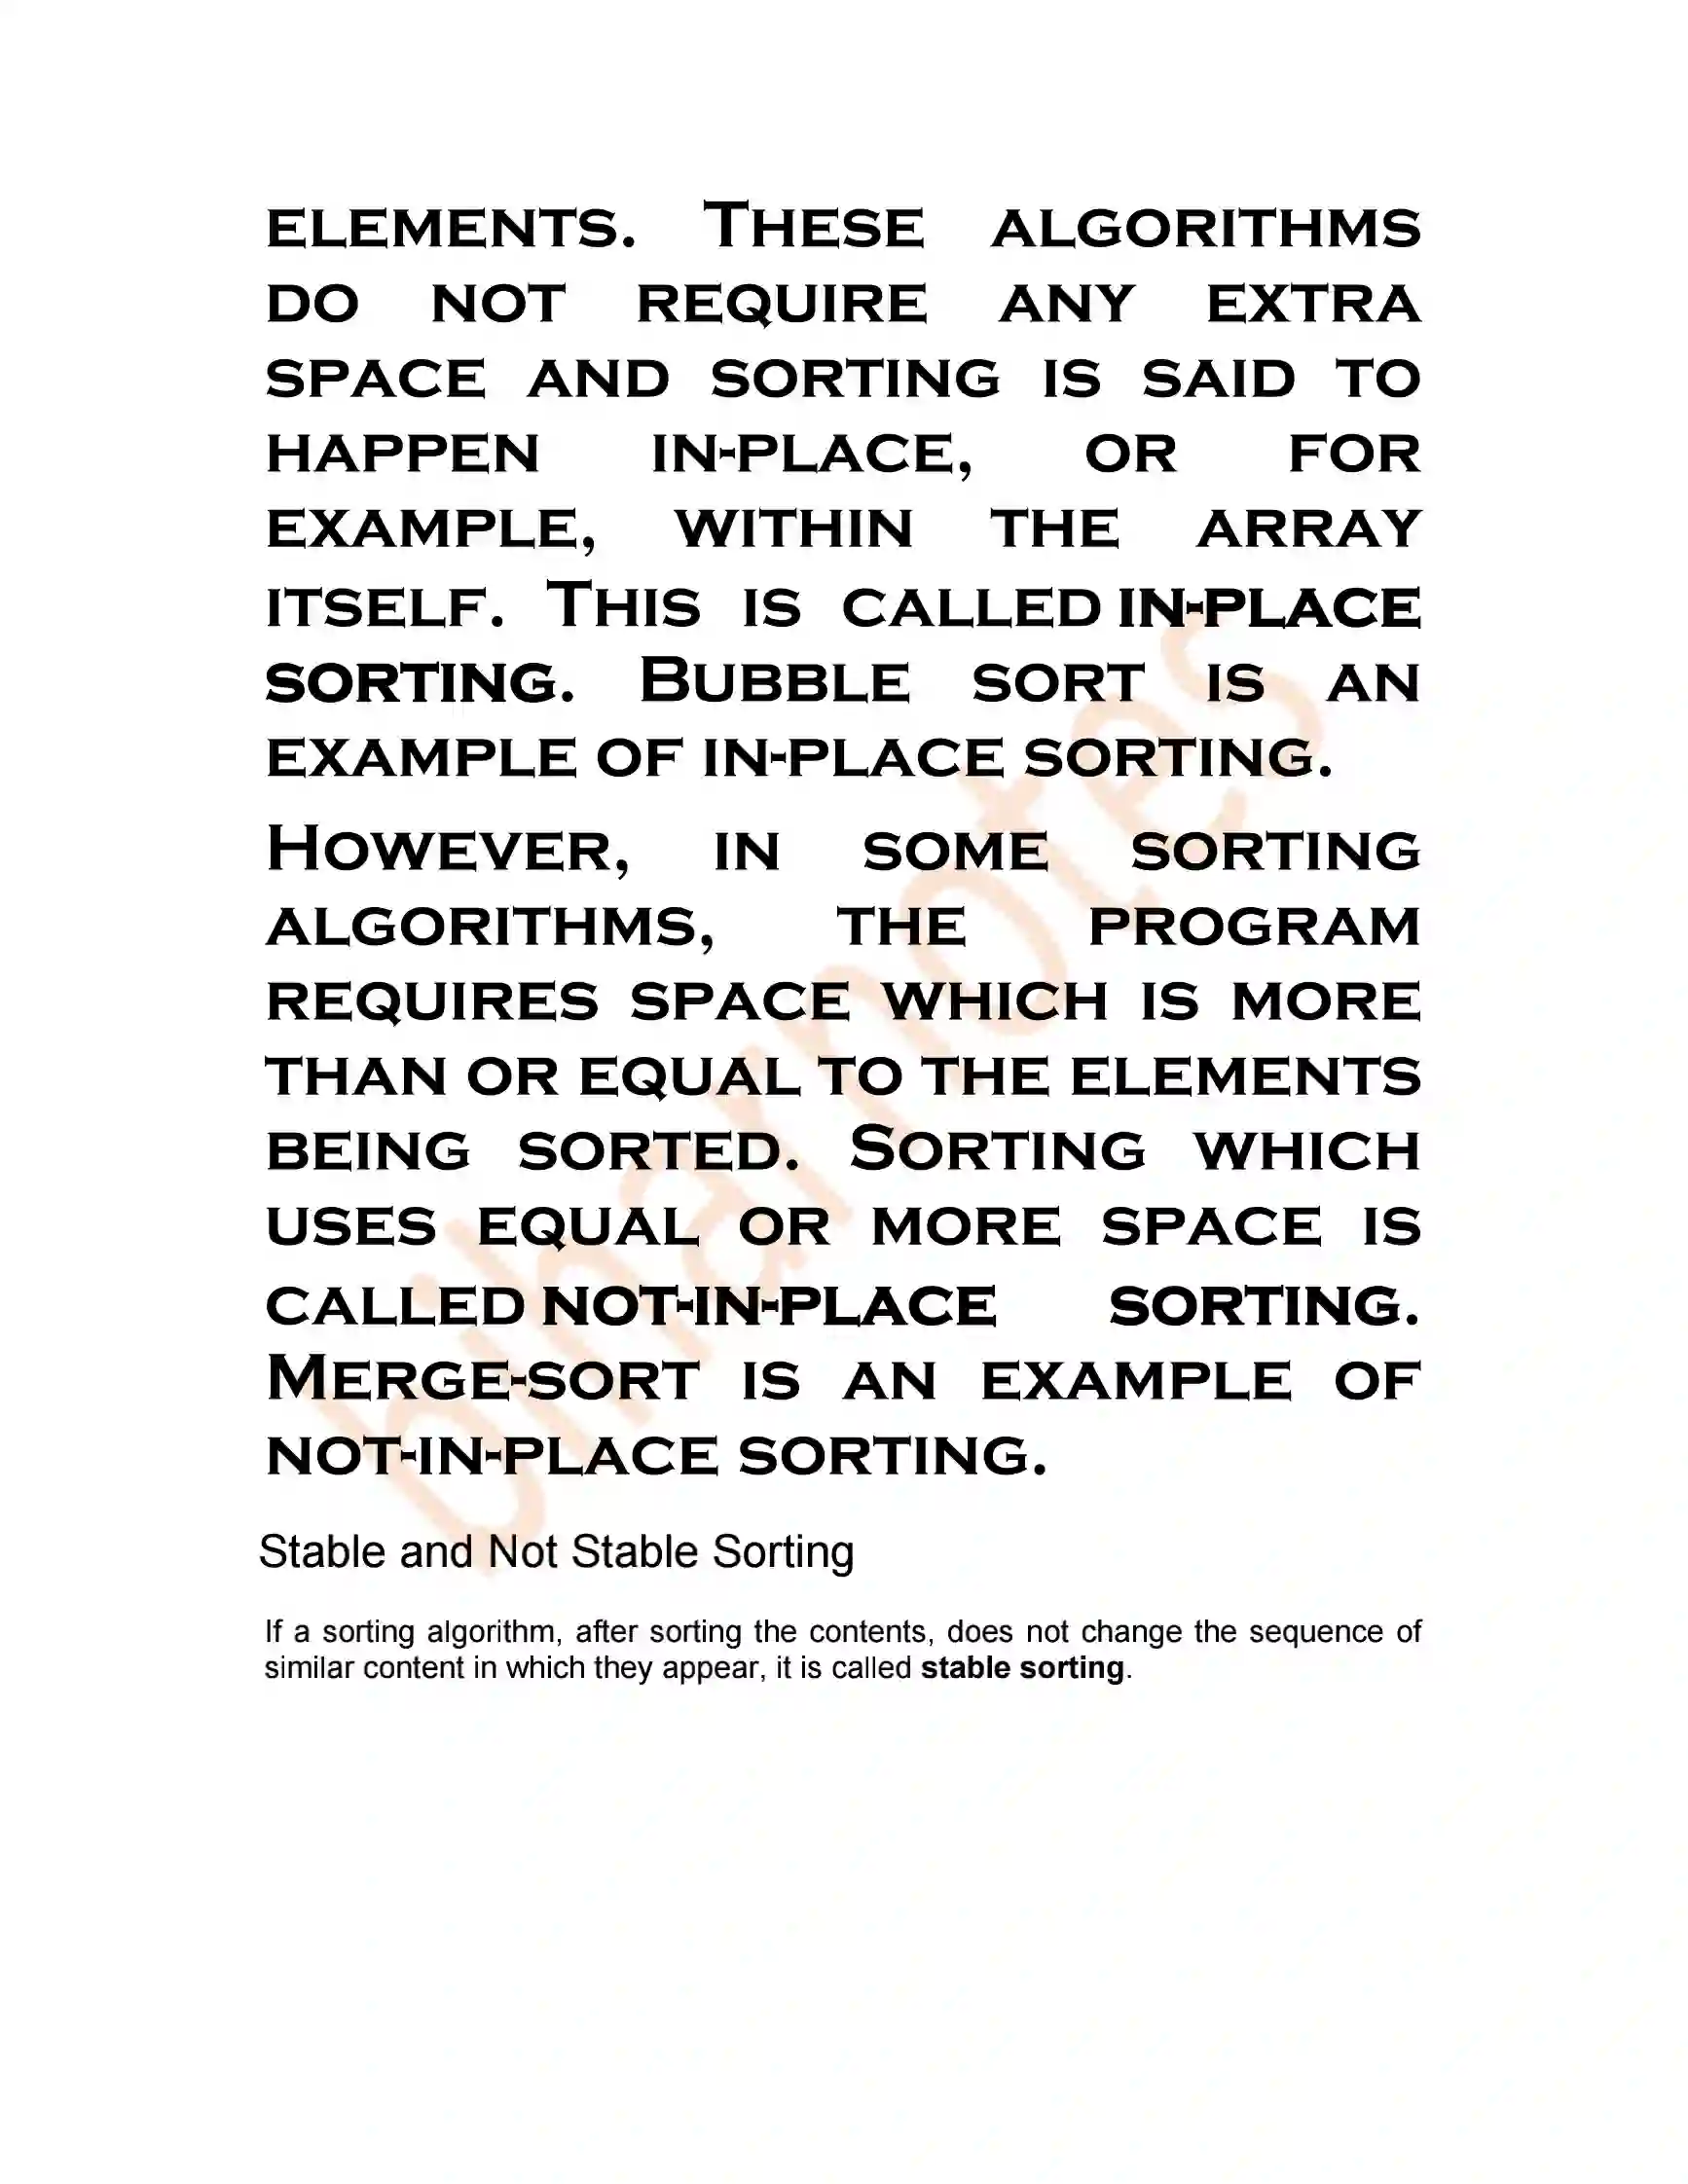 ELEMENTS. THESE ALGORITHMS
DO NOT REQUIRE ANY EXTRA
SPACE AND SORTING IS SAID TO
HAPPEN IN-PLACE, OR FOR
EXAMPLE, WITHIN THE ARRAY
ITSELF. THIS IS CALLED IN-PLACE
SORTING. BUBBLE SORT IS AN
EXAMPLE OF IN-PLACE SORTING.
HOWEVER, IN SOME SORTING
ALGORITHMS, THE PROGRAM
REQUIRES SPACE WHICH IS MORE
THAN OR EQUAL TO THE ELEMENTS
BEING SORTED. SORTING WHICH
USES EQUAL OR MORE SPACE IS
CALLED NOT-IN-PLACE SORTING.
MERGE-SORT IS AN EXAMPLE OF
NOT-IN-PLACE SORTING.
Stable and Not Stable Sorting
If a sorting algorithm, after sorting the contents, does not change the sequence of
similar content in which they appear, it is called stable sorting.
biharnotes